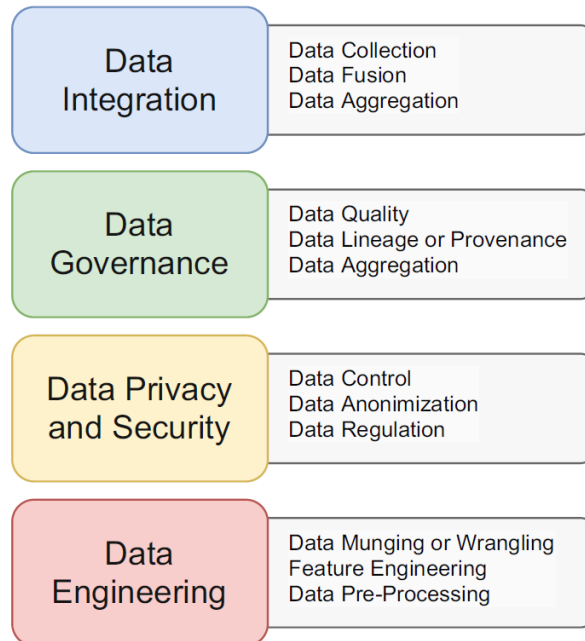 Data
Integration
Data Collection
Data Fusion
Data Aggregation
Data
Governance
Data Quality
Data Lineage or Provenance
Data Aggregation
Data Privacy
and Security
Data Control
Data Anonimization
Data Regulation
Data
Engineering
Data Munging or Wrangling
Feature Engineering
Data Pre-Processing